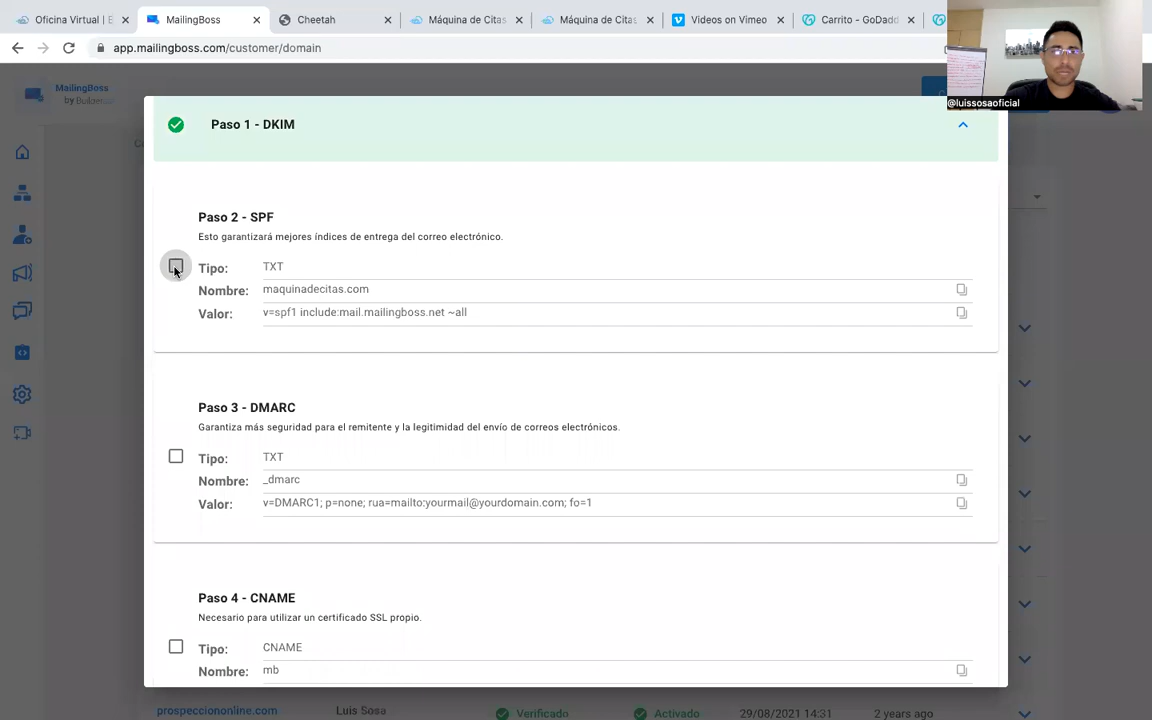 Oficina Virtual | E
MailingBoss
Cheetah
Máquina de Citas
Máquina de Citas
Videos on Vimeo
Carrito - GoDadd
app.mailingboss.com/customer/domain
@luissosaoficial
MailingBoss
by Builderall
Paso 1 - DKIM
Paso 2 - SPF
Esto garantizará mejores índices de entrega del correo electrónico.
Tipo: TXT
Nombre: maquinadecitas.com
Valor: v=spf1 include:mail.mailingboss.net ~all
Paso 3 - DMARC
Garantiza más seguridad para el remitente y la legitimidad del envío de correos electrónicos.
Tipo: TXT
Nombre: _dmarc
Valor: v=DMARC1; p=none; rua=mailto:yourmail@yourdomain.com; fo=1
Paso 4 - CNAME
Necesario para utilizar un certificado SSL propio.
Tipo: CNAME
Nombre: mb
prospecciononline.com Luis Sosa Verificado Activado 29/08/2021 14:31 2 years ago